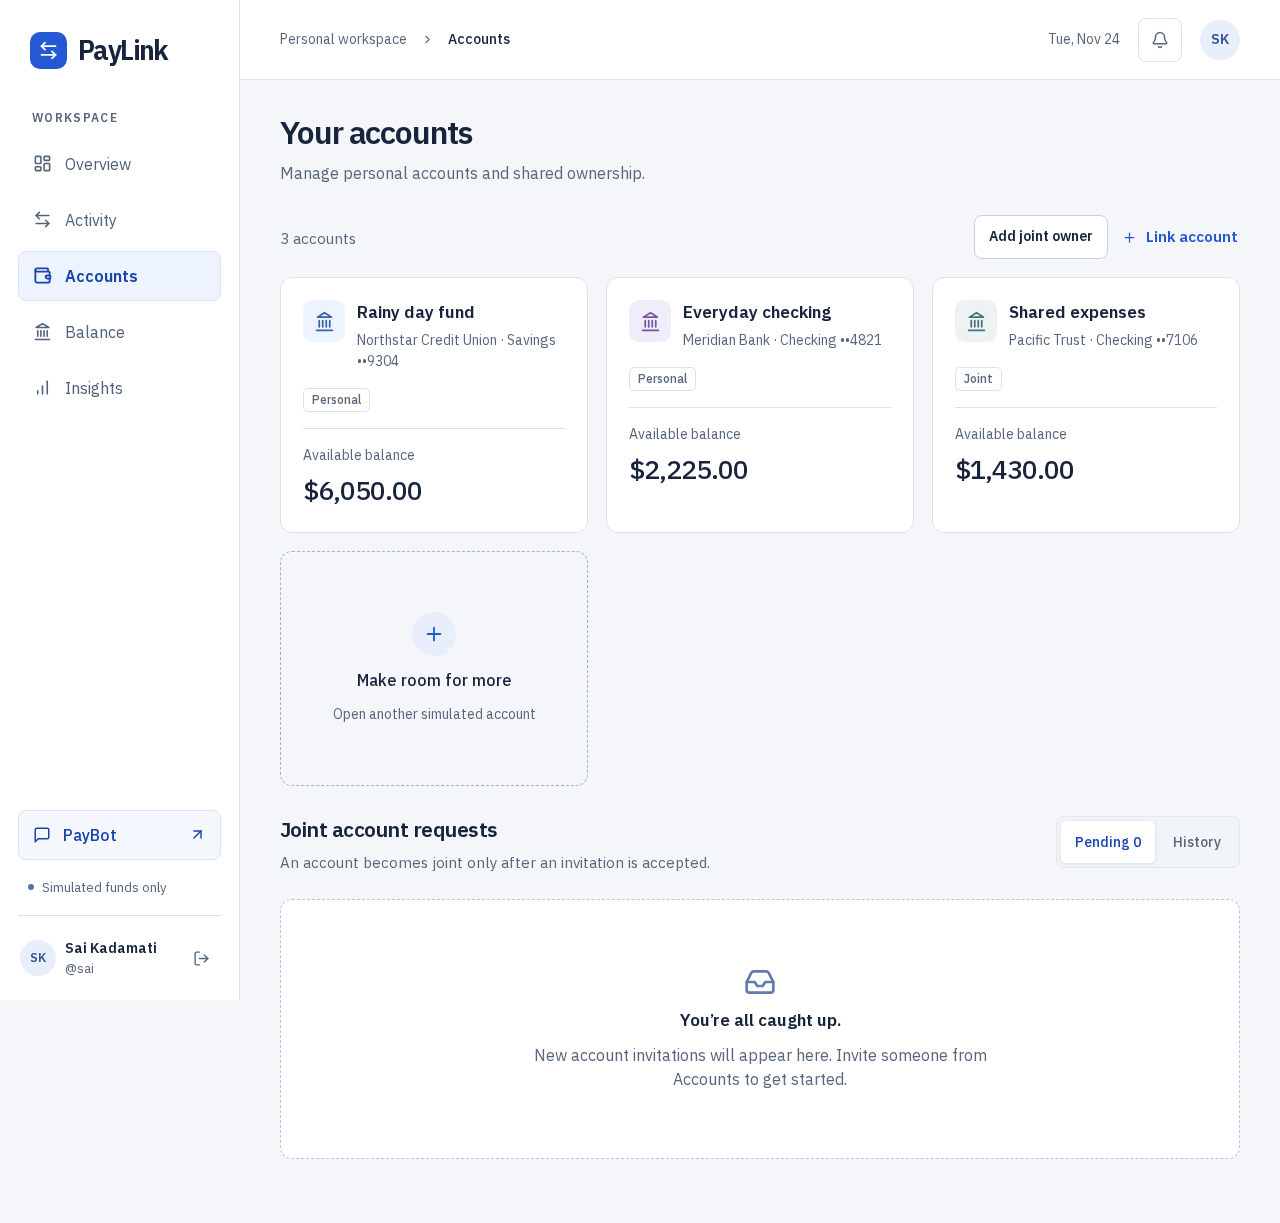 PayLink
WORKSPACE
Overview
Activity
Accounts
Balance
Insights
PayBot
Simulated funds only
SK
Sai Kadamati
@sai
Personal workspace
Accounts
Tue, Nov 24
SK
Your accounts
Manage personal accounts and shared ownership.
3 accounts
Add joint owner
Link account
Rainy day fund
Northstar Credit Union · Savings
••9304
Personal
Available balance
$6,050.00
Everyday checking
Meridian Bank · Checking ••4821
Personal
Available balance
$2,225.00
Shared expenses
Pacific Trust · Checking ••7106
Joint
Available balance
$1,430.00
Make room for more
Open another simulated account
Joint account requests
An account becomes joint only after an invitation is accepted.
Pending 0
History
You’re all caught up.
New account invitations will appear here. Invite someone from
Accounts to get started.